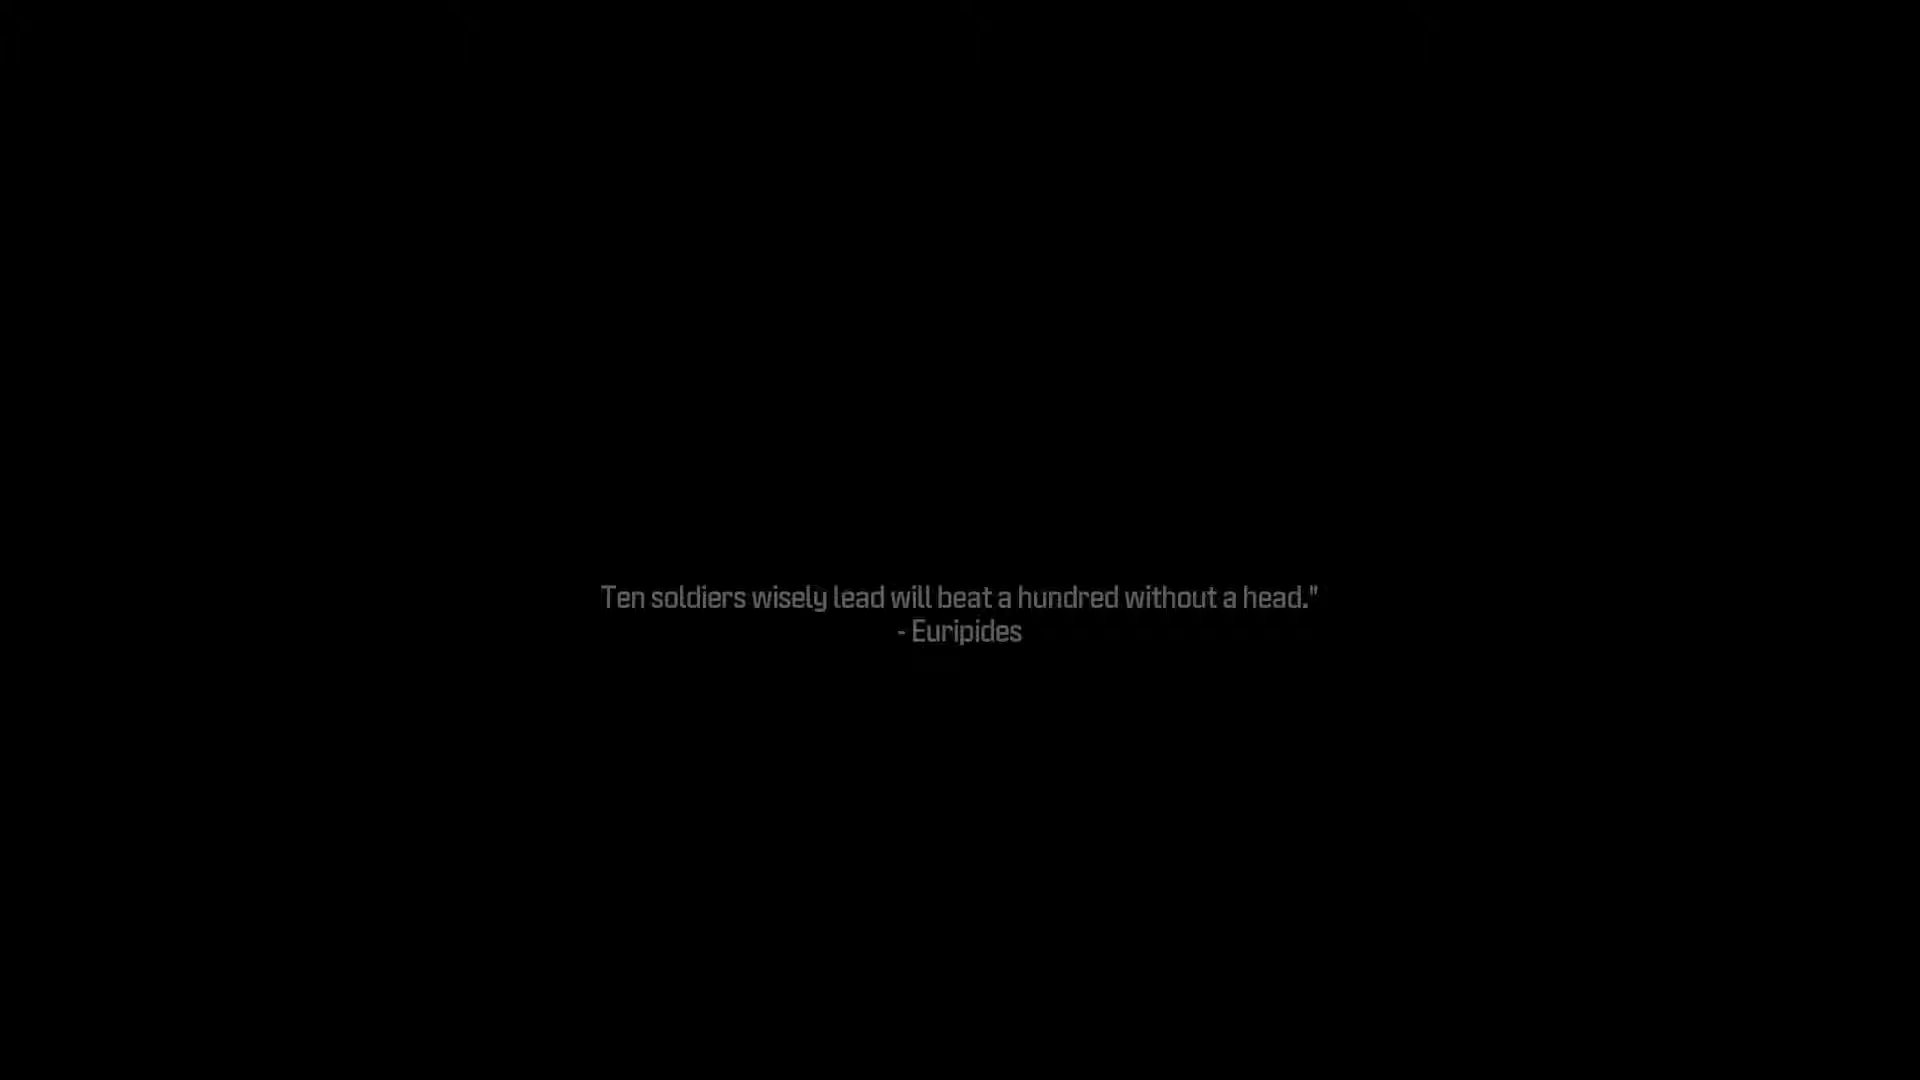 Ten soldiers wisely lead will beat a hundred without a head."
- Euripides